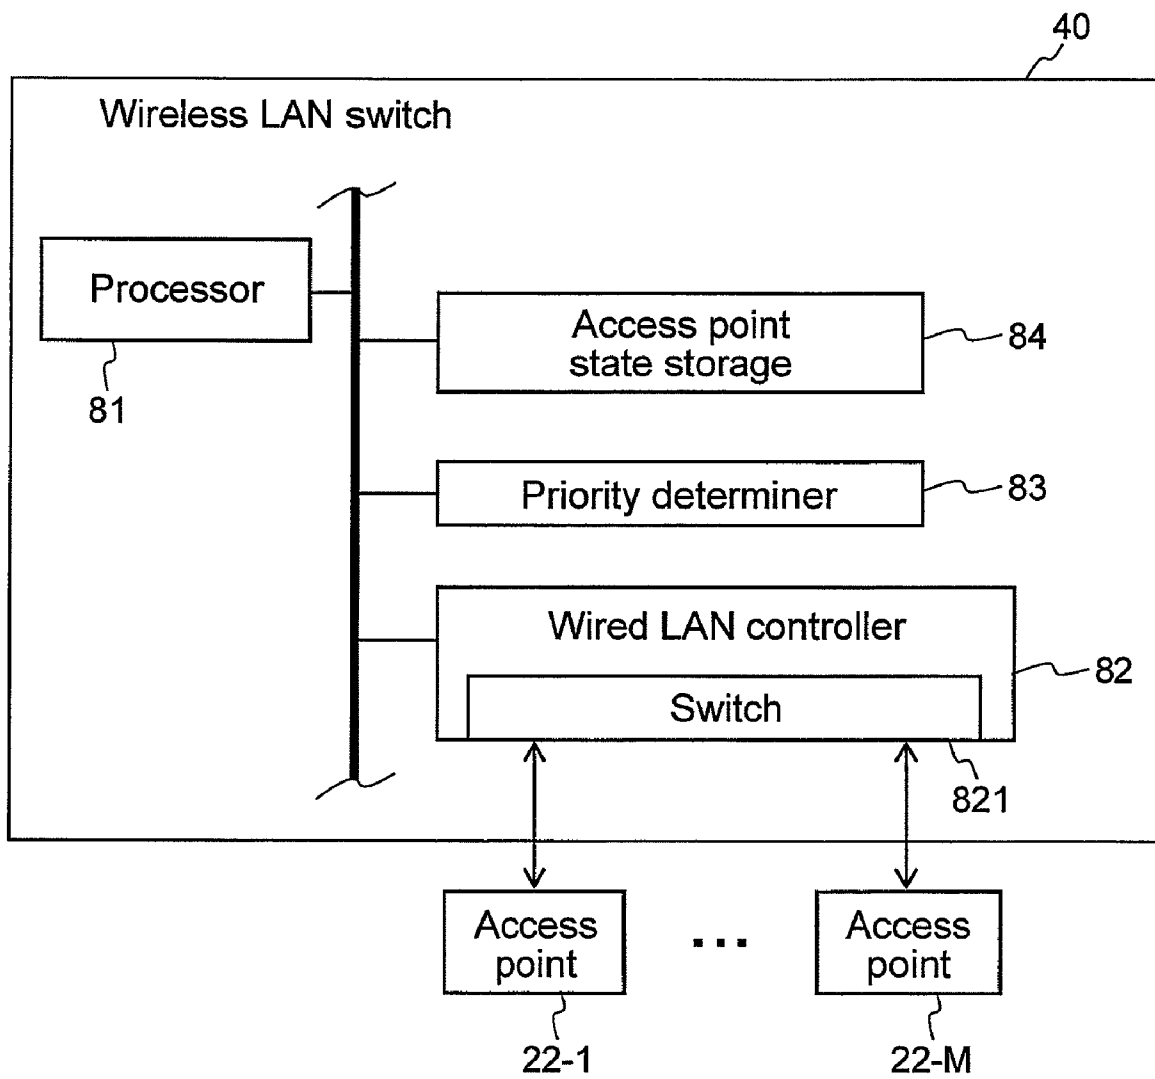 40
Wireless LAN switch
Processor
81
Access point
state storage
84
Priority determiner
83
Wired LAN controller
82
Switch
821
Access
point
22-1
...
Access
point
22-M